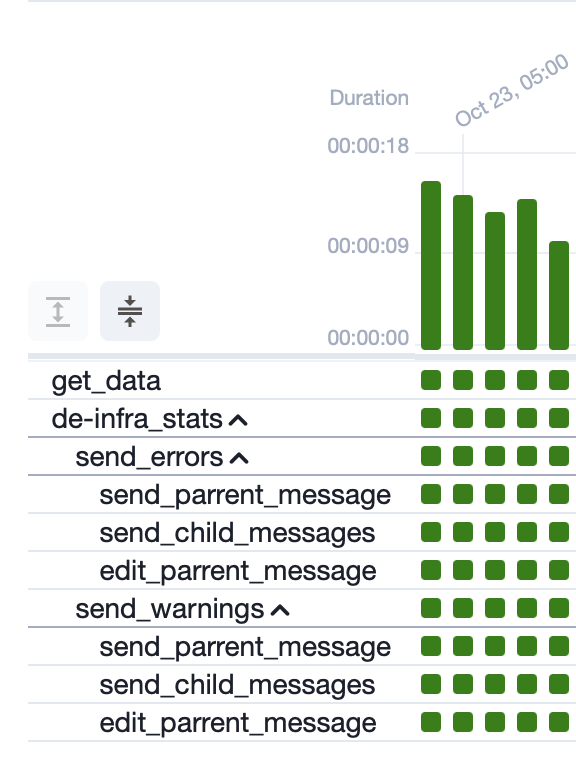 Duration
Oct 23, 05:00
00:00:18
00:00:09
00:00:00
get_data
de-infra_stats
send_errors
send_parrent_message
send_child_messages
edit_parrent_message
send_warnings
send_parrent_message
send_child_messages
edit_parrent_message